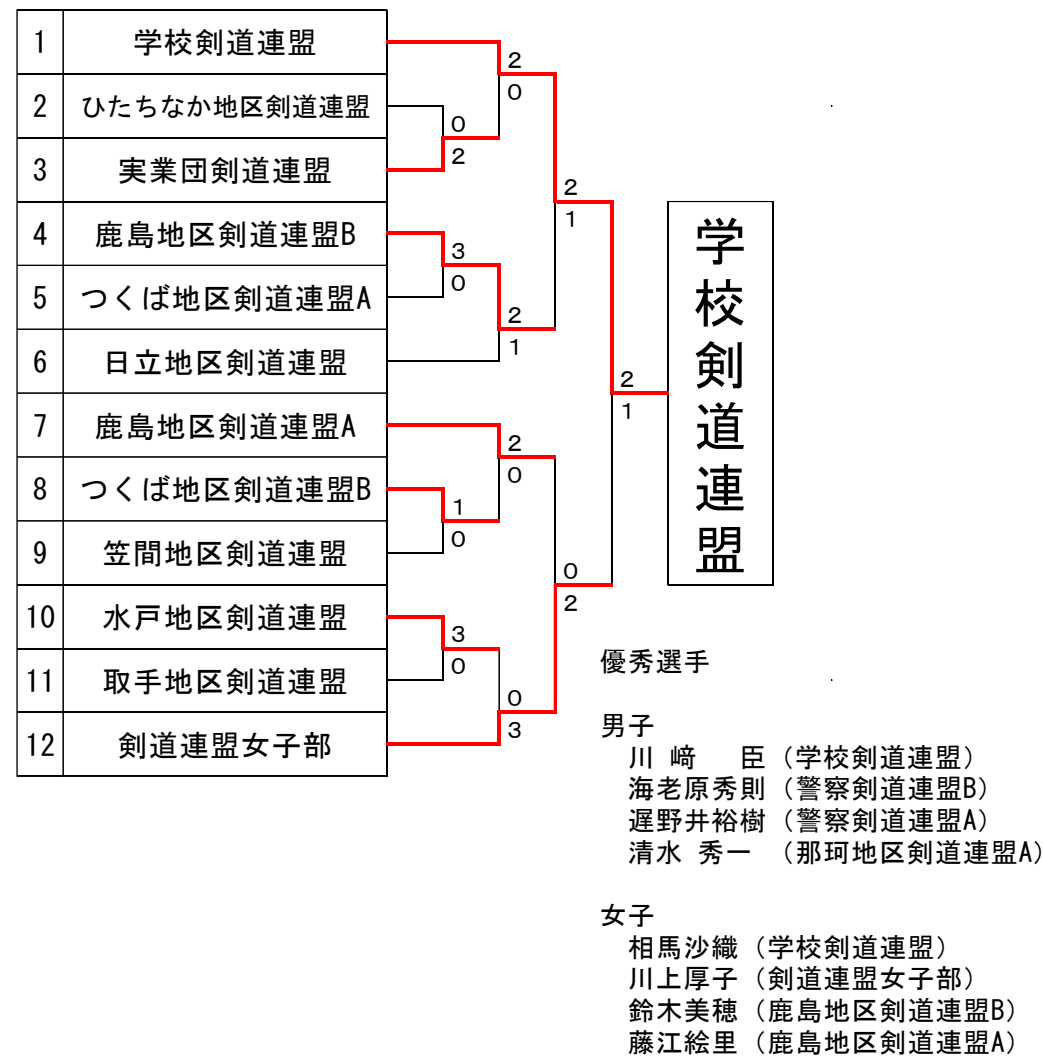 1 学校剣道連盟
2 ひたちなか地区剣道連盟
3 実業団剣道連盟
4 鹿島地区剣道連盟B
5 つくば地区剣道連盟A
6 日立地区剣道連盟
7 鹿島地区剣道連盟A
8 つくば地区剣道連盟B
9 笠間地区剣道連盟
10 水戸地区剣道連盟
11 取手地区剣道連盟
12 剣道連盟女子部
2
0
0
2
3
0
2
1
2
0
1
0
3
0
0
3
2
1
0
2
2
1
学校剣道連盟
優秀選手
男子
川﨑 臣（学校剣道連盟）
海老原秀則（警察剣道連盟B）
遅野井裕樹（警察剣道連盟A）
清水 秀一（那珂地区剣道連盟A）
女子
相馬沙織（学校剣道連盟）
川上厚子（剣道連盟女子部）
鈴木美穂（鹿島地区剣道連盟B）
藤江絵里（鹿島地区剣道連盟A）